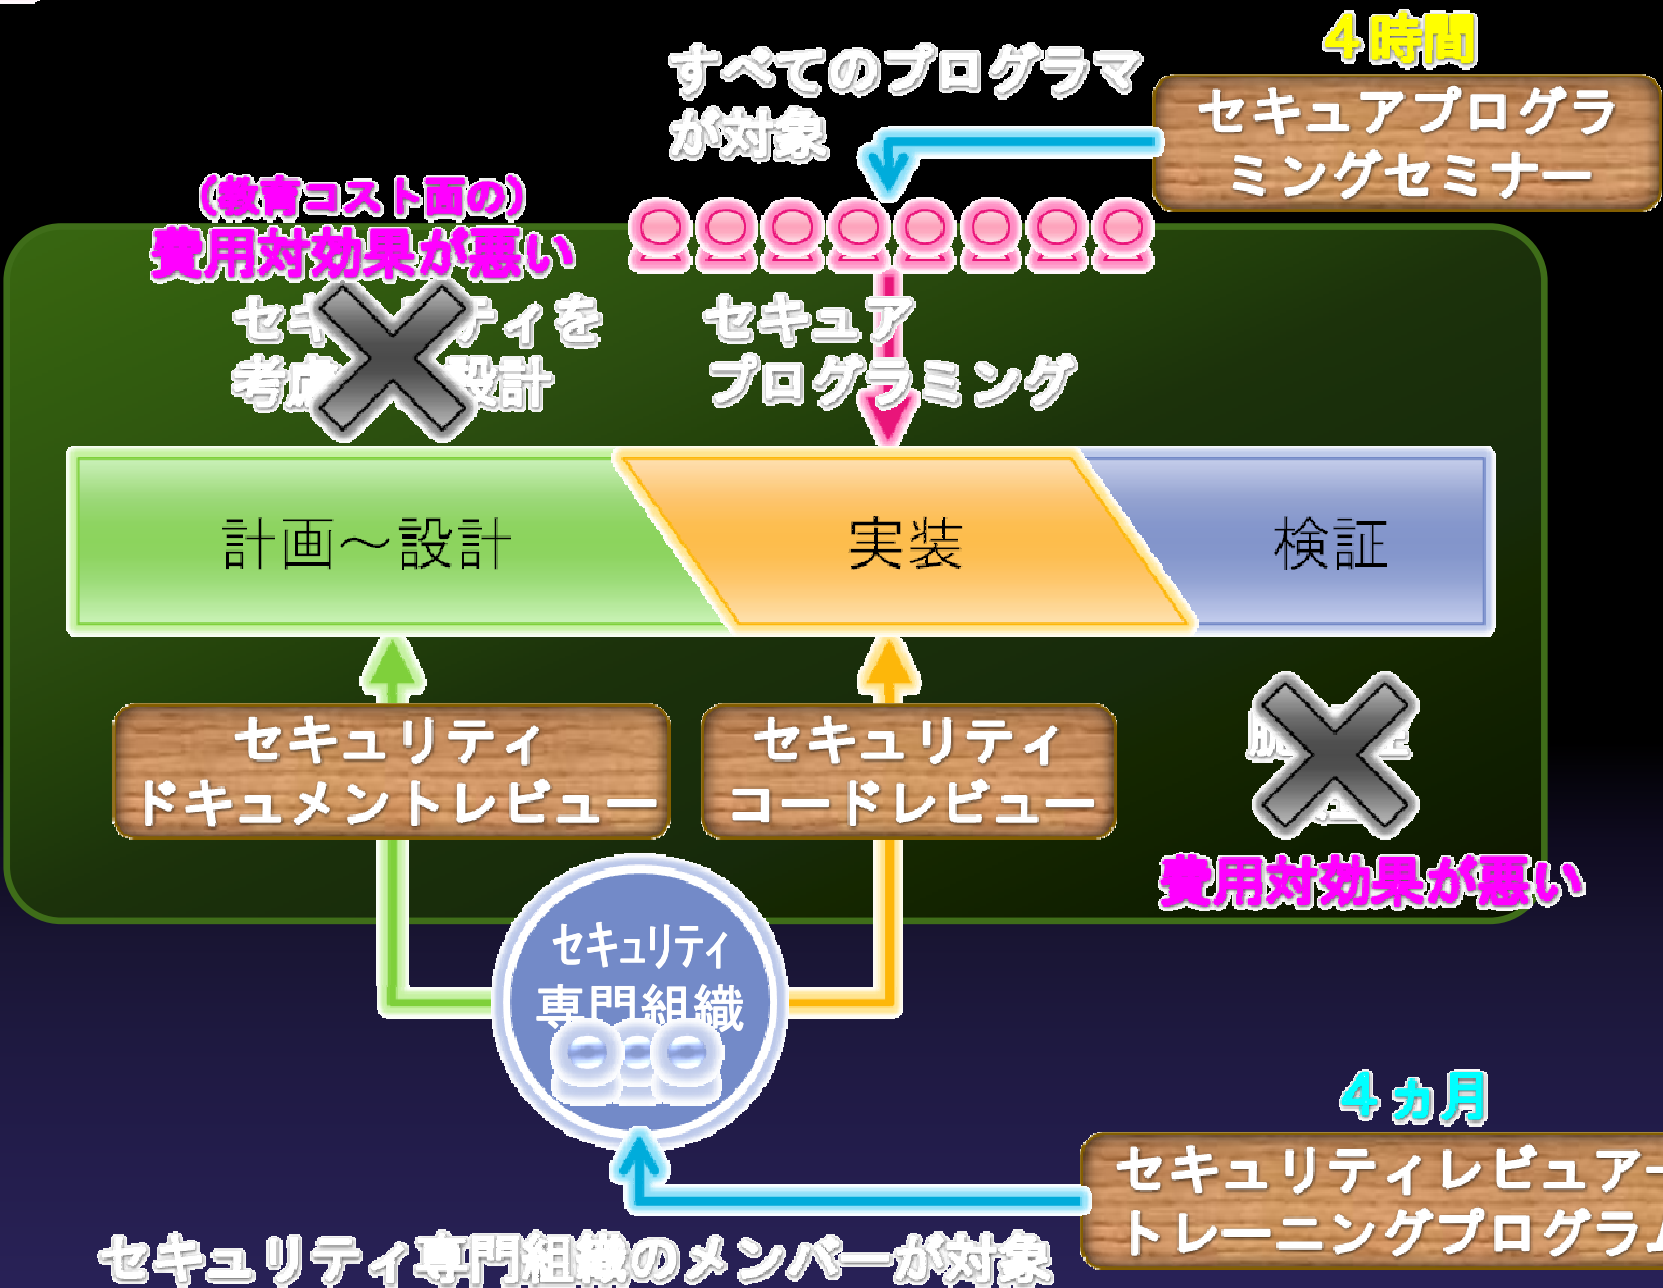 ４時間
すべてのプログラマ
が対象
セキュアプログラ
ミングセミナー
（教育コスト面の）
費用対効果が悪い
ティを
設計
セキュア
プログラミング
計画～設計
実装
検証
セキュリティ
ドキュメントレビュー
セキュリティ
コードレビュー
費用対効果が悪い
セキュリティ
専門組織
４ヵ月
セキュリティレビュアー
トレーニングプログラム
セキュリティ専門組織のメンバーが対象